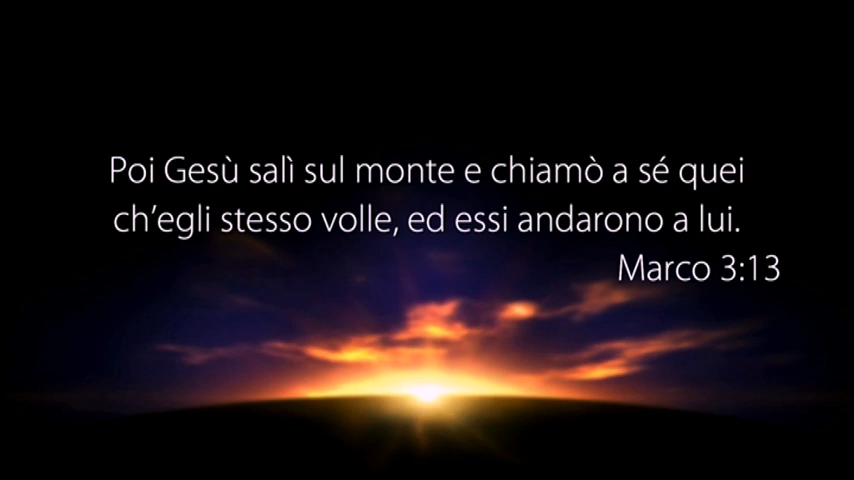 Poi Gesù salì sul monte e chiamò a sé quei
ch’egli stesso volle, ed essi andarono a lui.
Marco 3:13